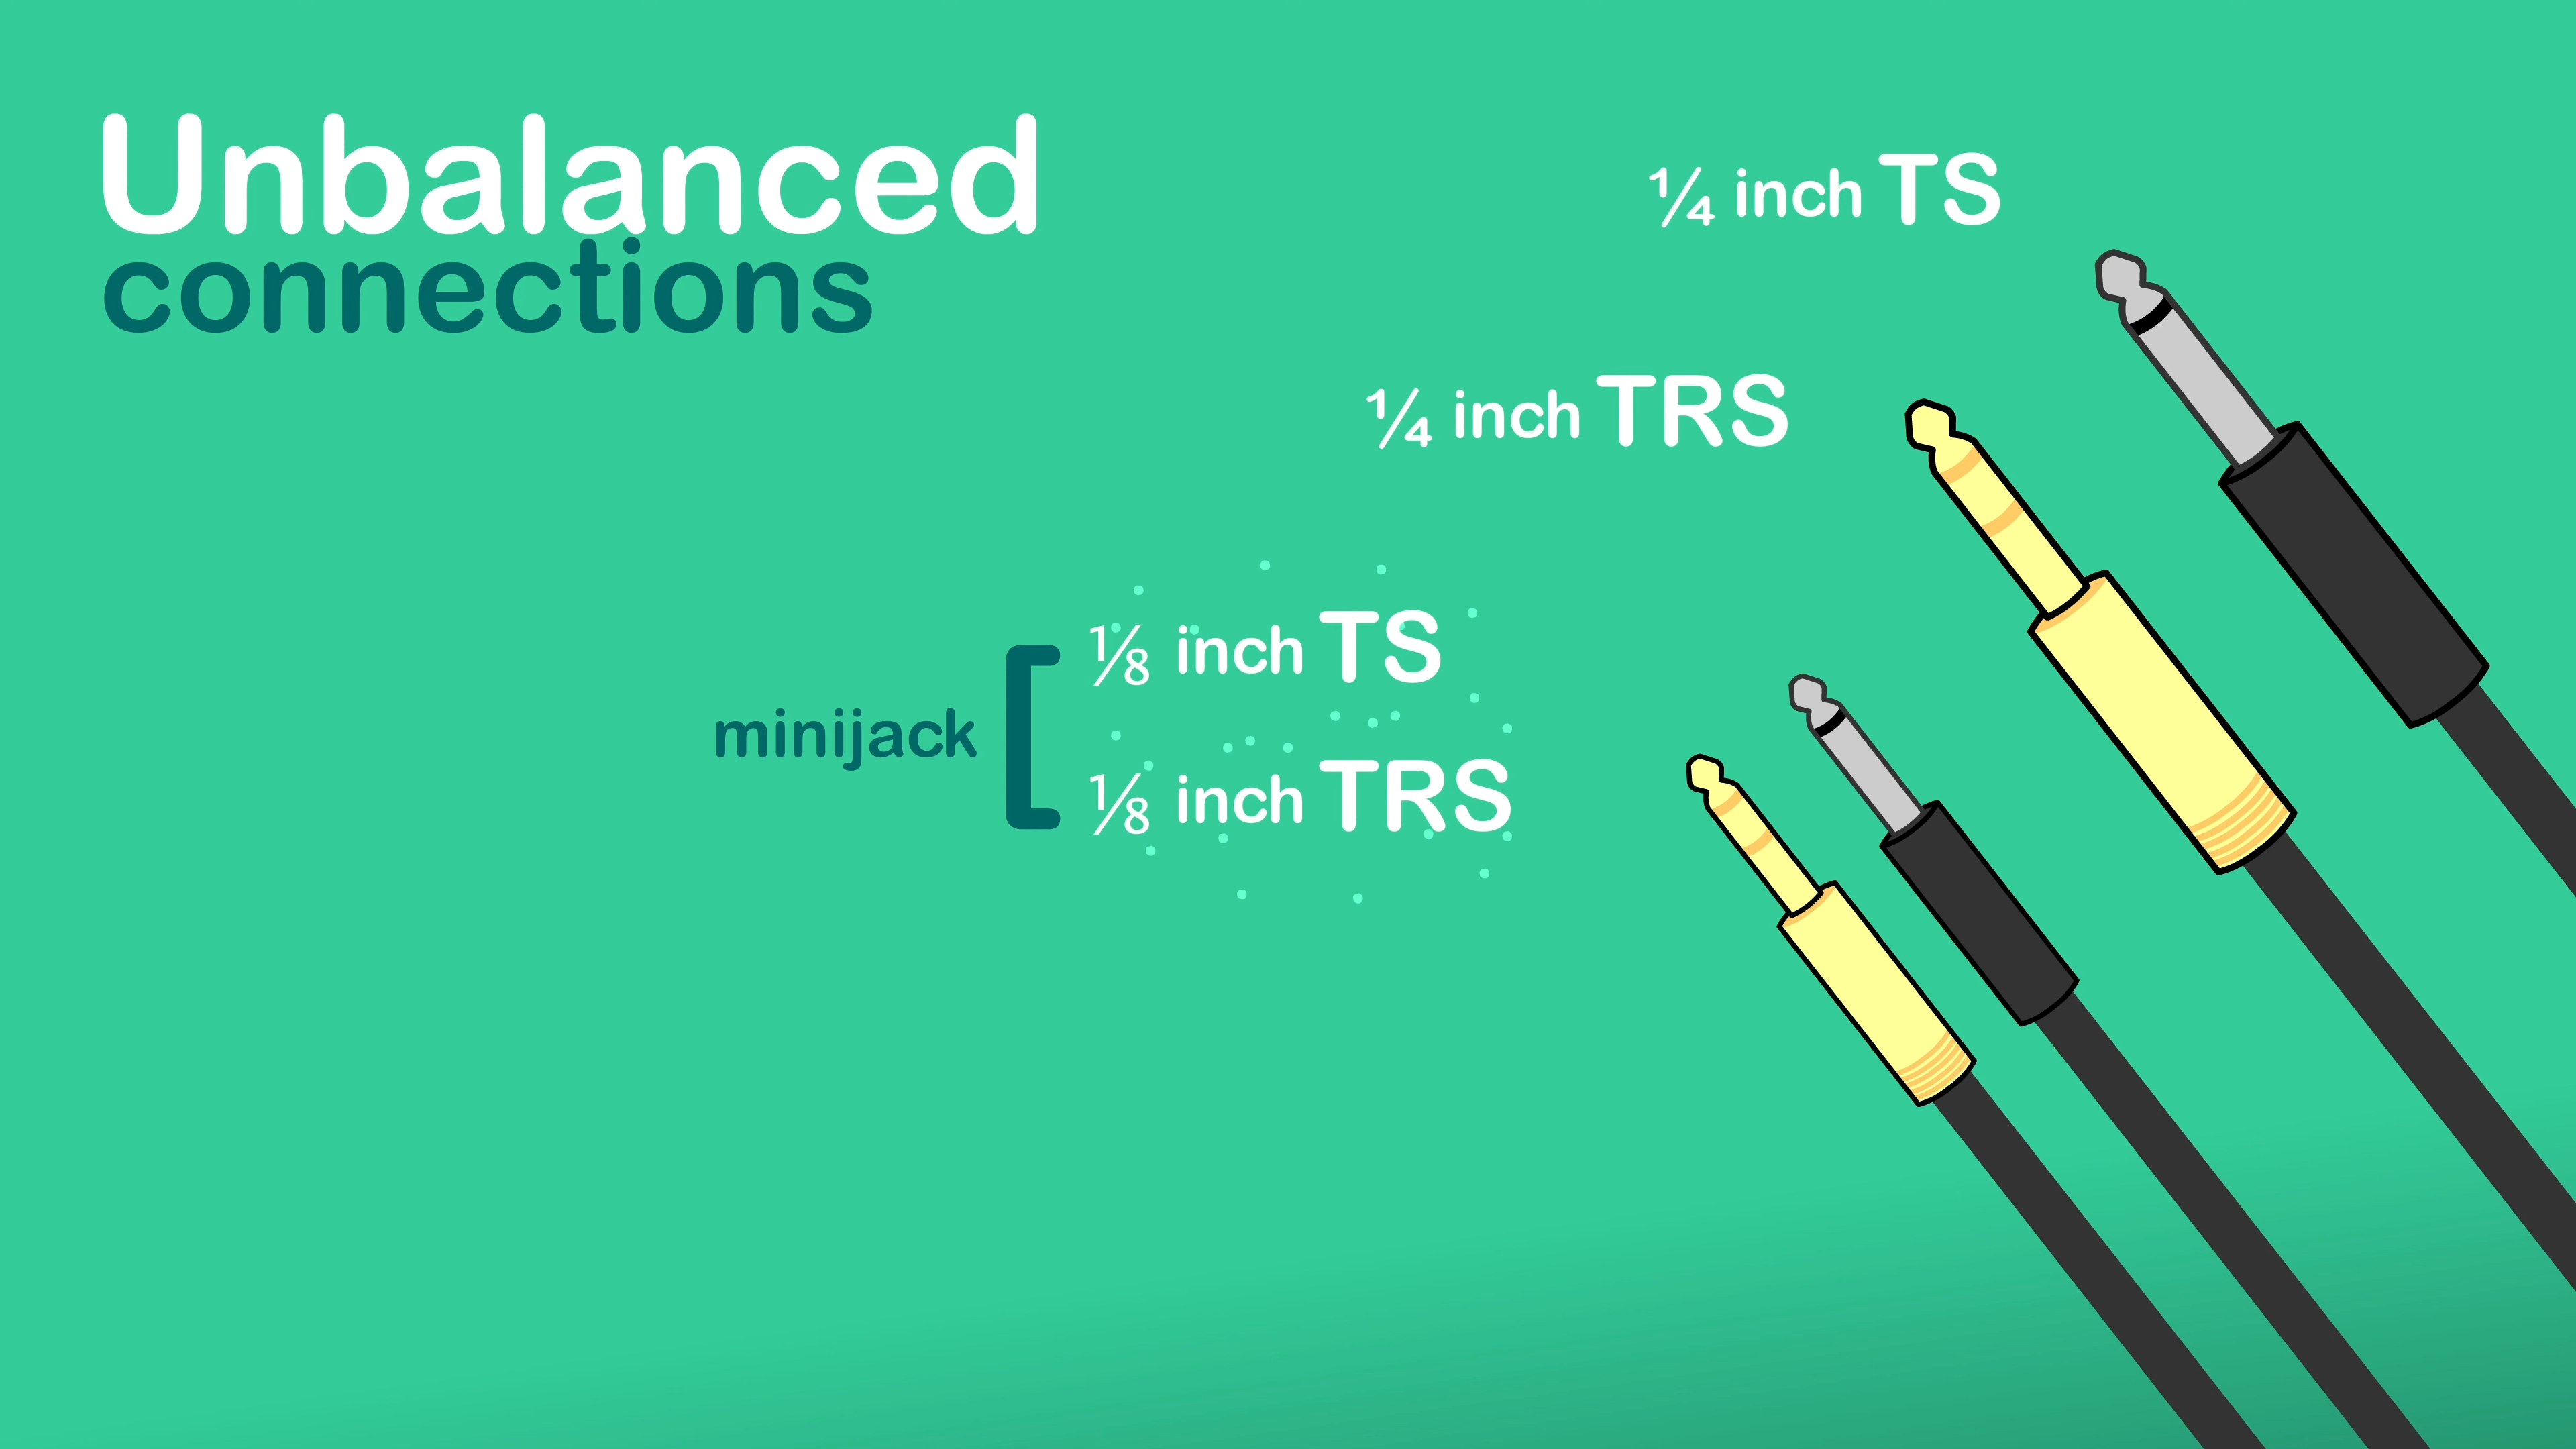 Unbalanced
connections
¼ inch TS
¼ inch TRS
minijack
⅛ inch TS
⅛ inch TRS